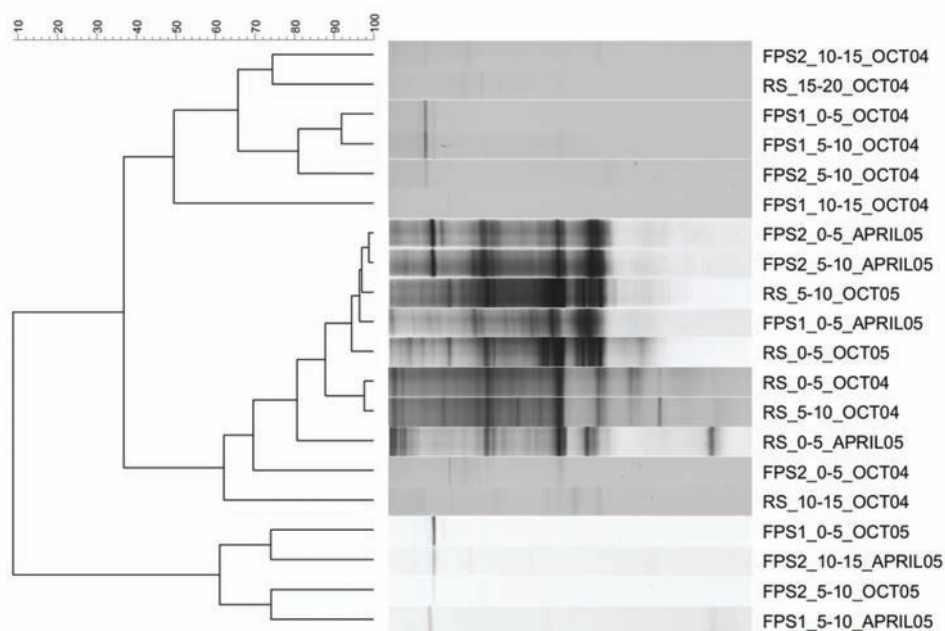 10 20 30 40 50 60 70 80 90 100
FPS2_10-15_OCT04
RS_15-20_OCT04
FPS1_0-5_OCT04
FPS1_5-10_OCT04
FPS2_5-10_OCT04
FPS1_10-15_OCT04
FPS2_0-5_APRIL05
FPS2_5-10_APRIL05
RS_5-10_OCT05
FPS1_0-5_APRIL05
RS_0-5_OCT05
RS_0-5_OCT04
RS_5-10_OCT04
RS_0-5_APRIL05
FPS2_0-5_OCT04
RS_10-15_OCT04
FPS1_0-5_OCT05
FPS2_10-15_APRIL05
FPS2_5-10_OCT05
FPS1_5-10_APRIL05